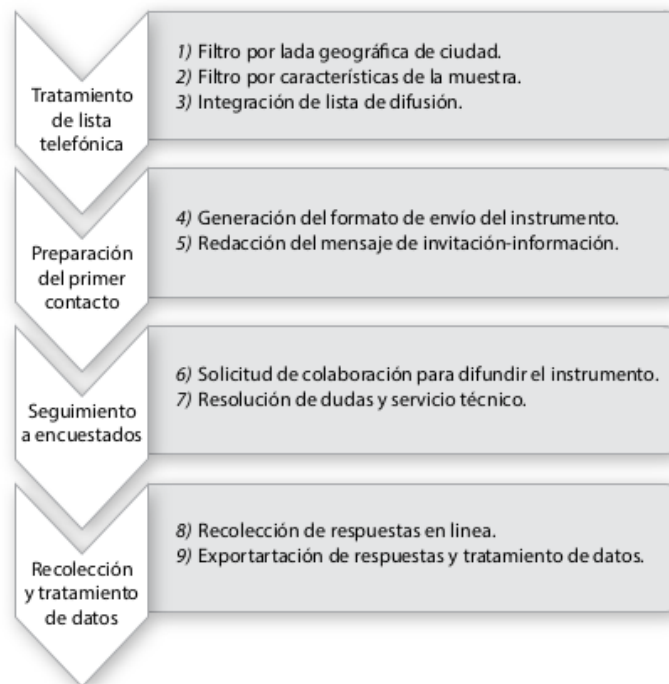 Tratamiento
de lista
telefónica
1) Filtro por lada geográfica de ciudad.
2) Filtro por características de la muestra.
3) Integración de lista de difusión.
Preparación
del primer
contacto
4) Generación del formato de envío del instrumento.
5) Redacción del mensaje de invitación-información.
Seguimiento
a encuestados
6) Solicitud de colaboración para difundir el instrumento.
7) Resolución de dudas y servicio técnico.
Recolección
y tratamiento
de datos
8) Recolección de respuestas en linea.
9) Exportartación de respuestas y tratamiento de datos.